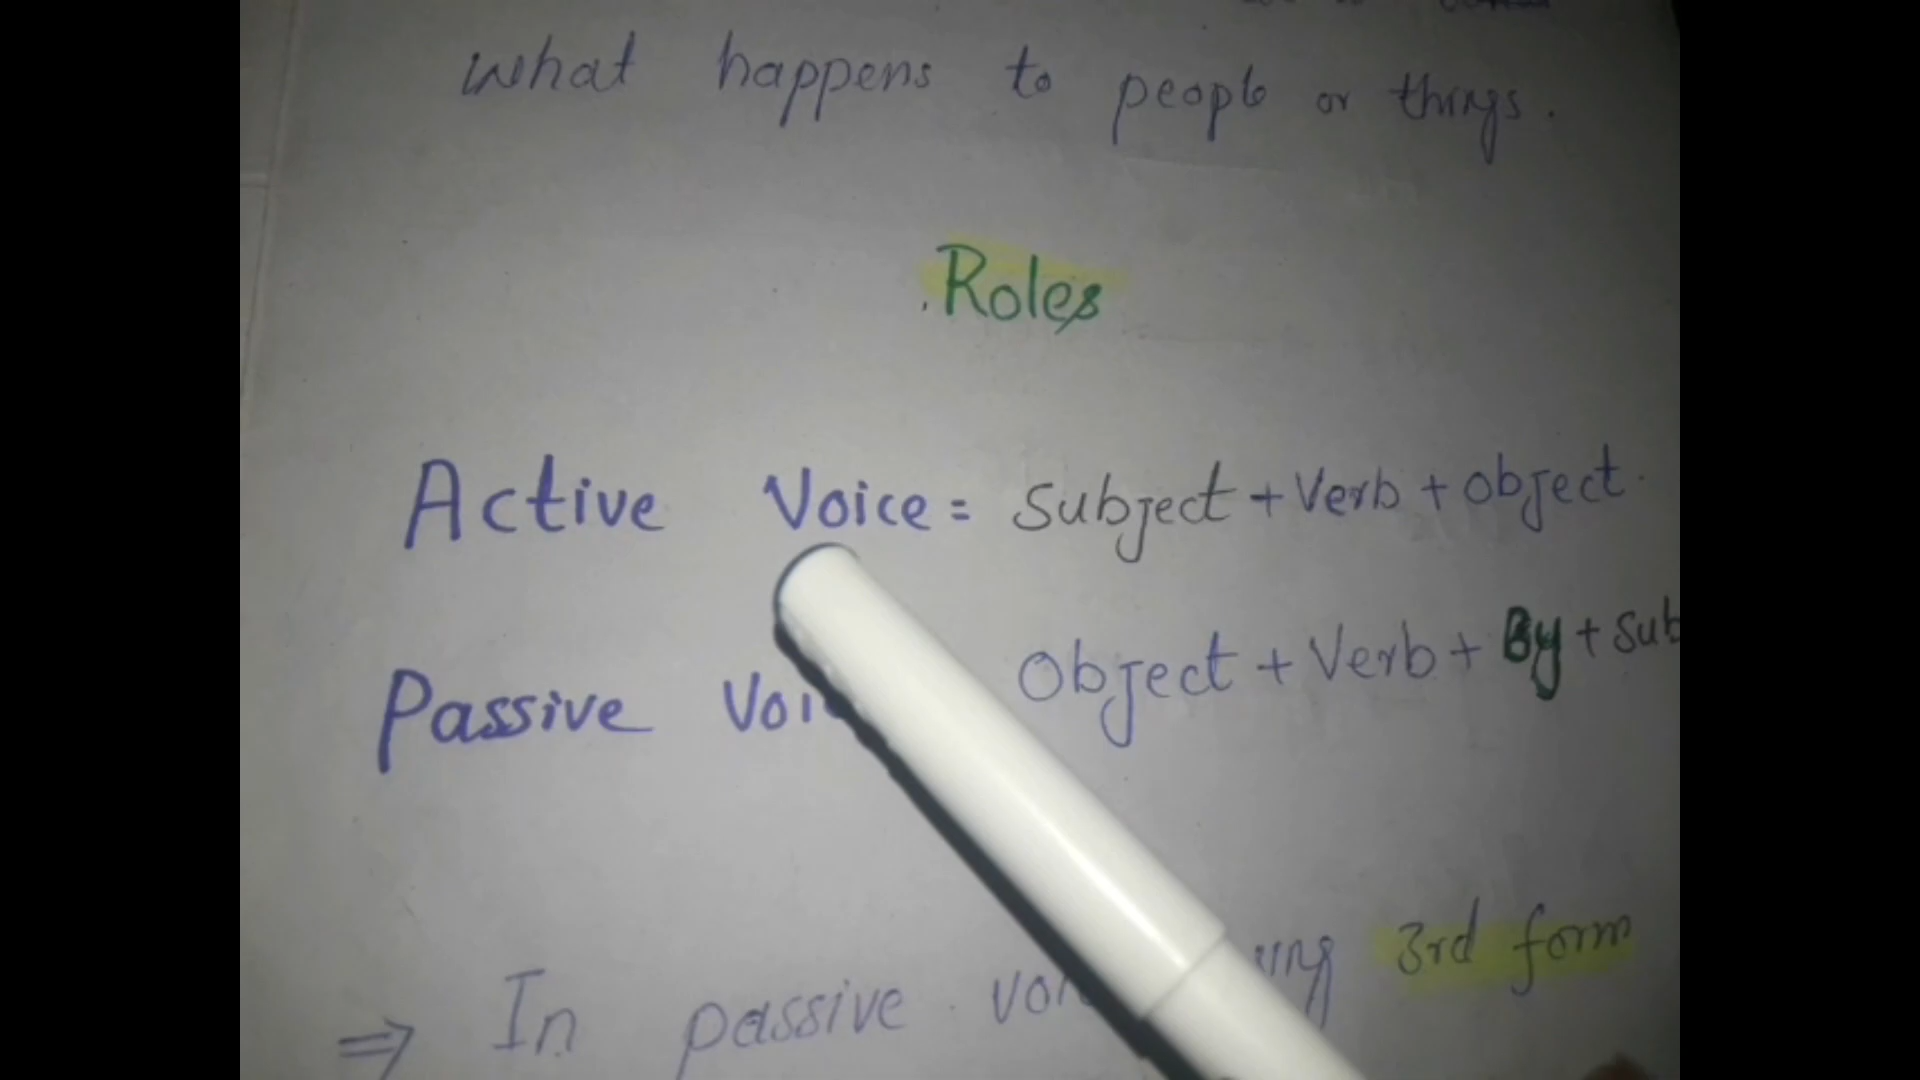 what happens to people or things.
Roles
Active Voice = Subject + Verb + object.
Passive Object + Verb + By + Sub
⇒ In passive 3rd form